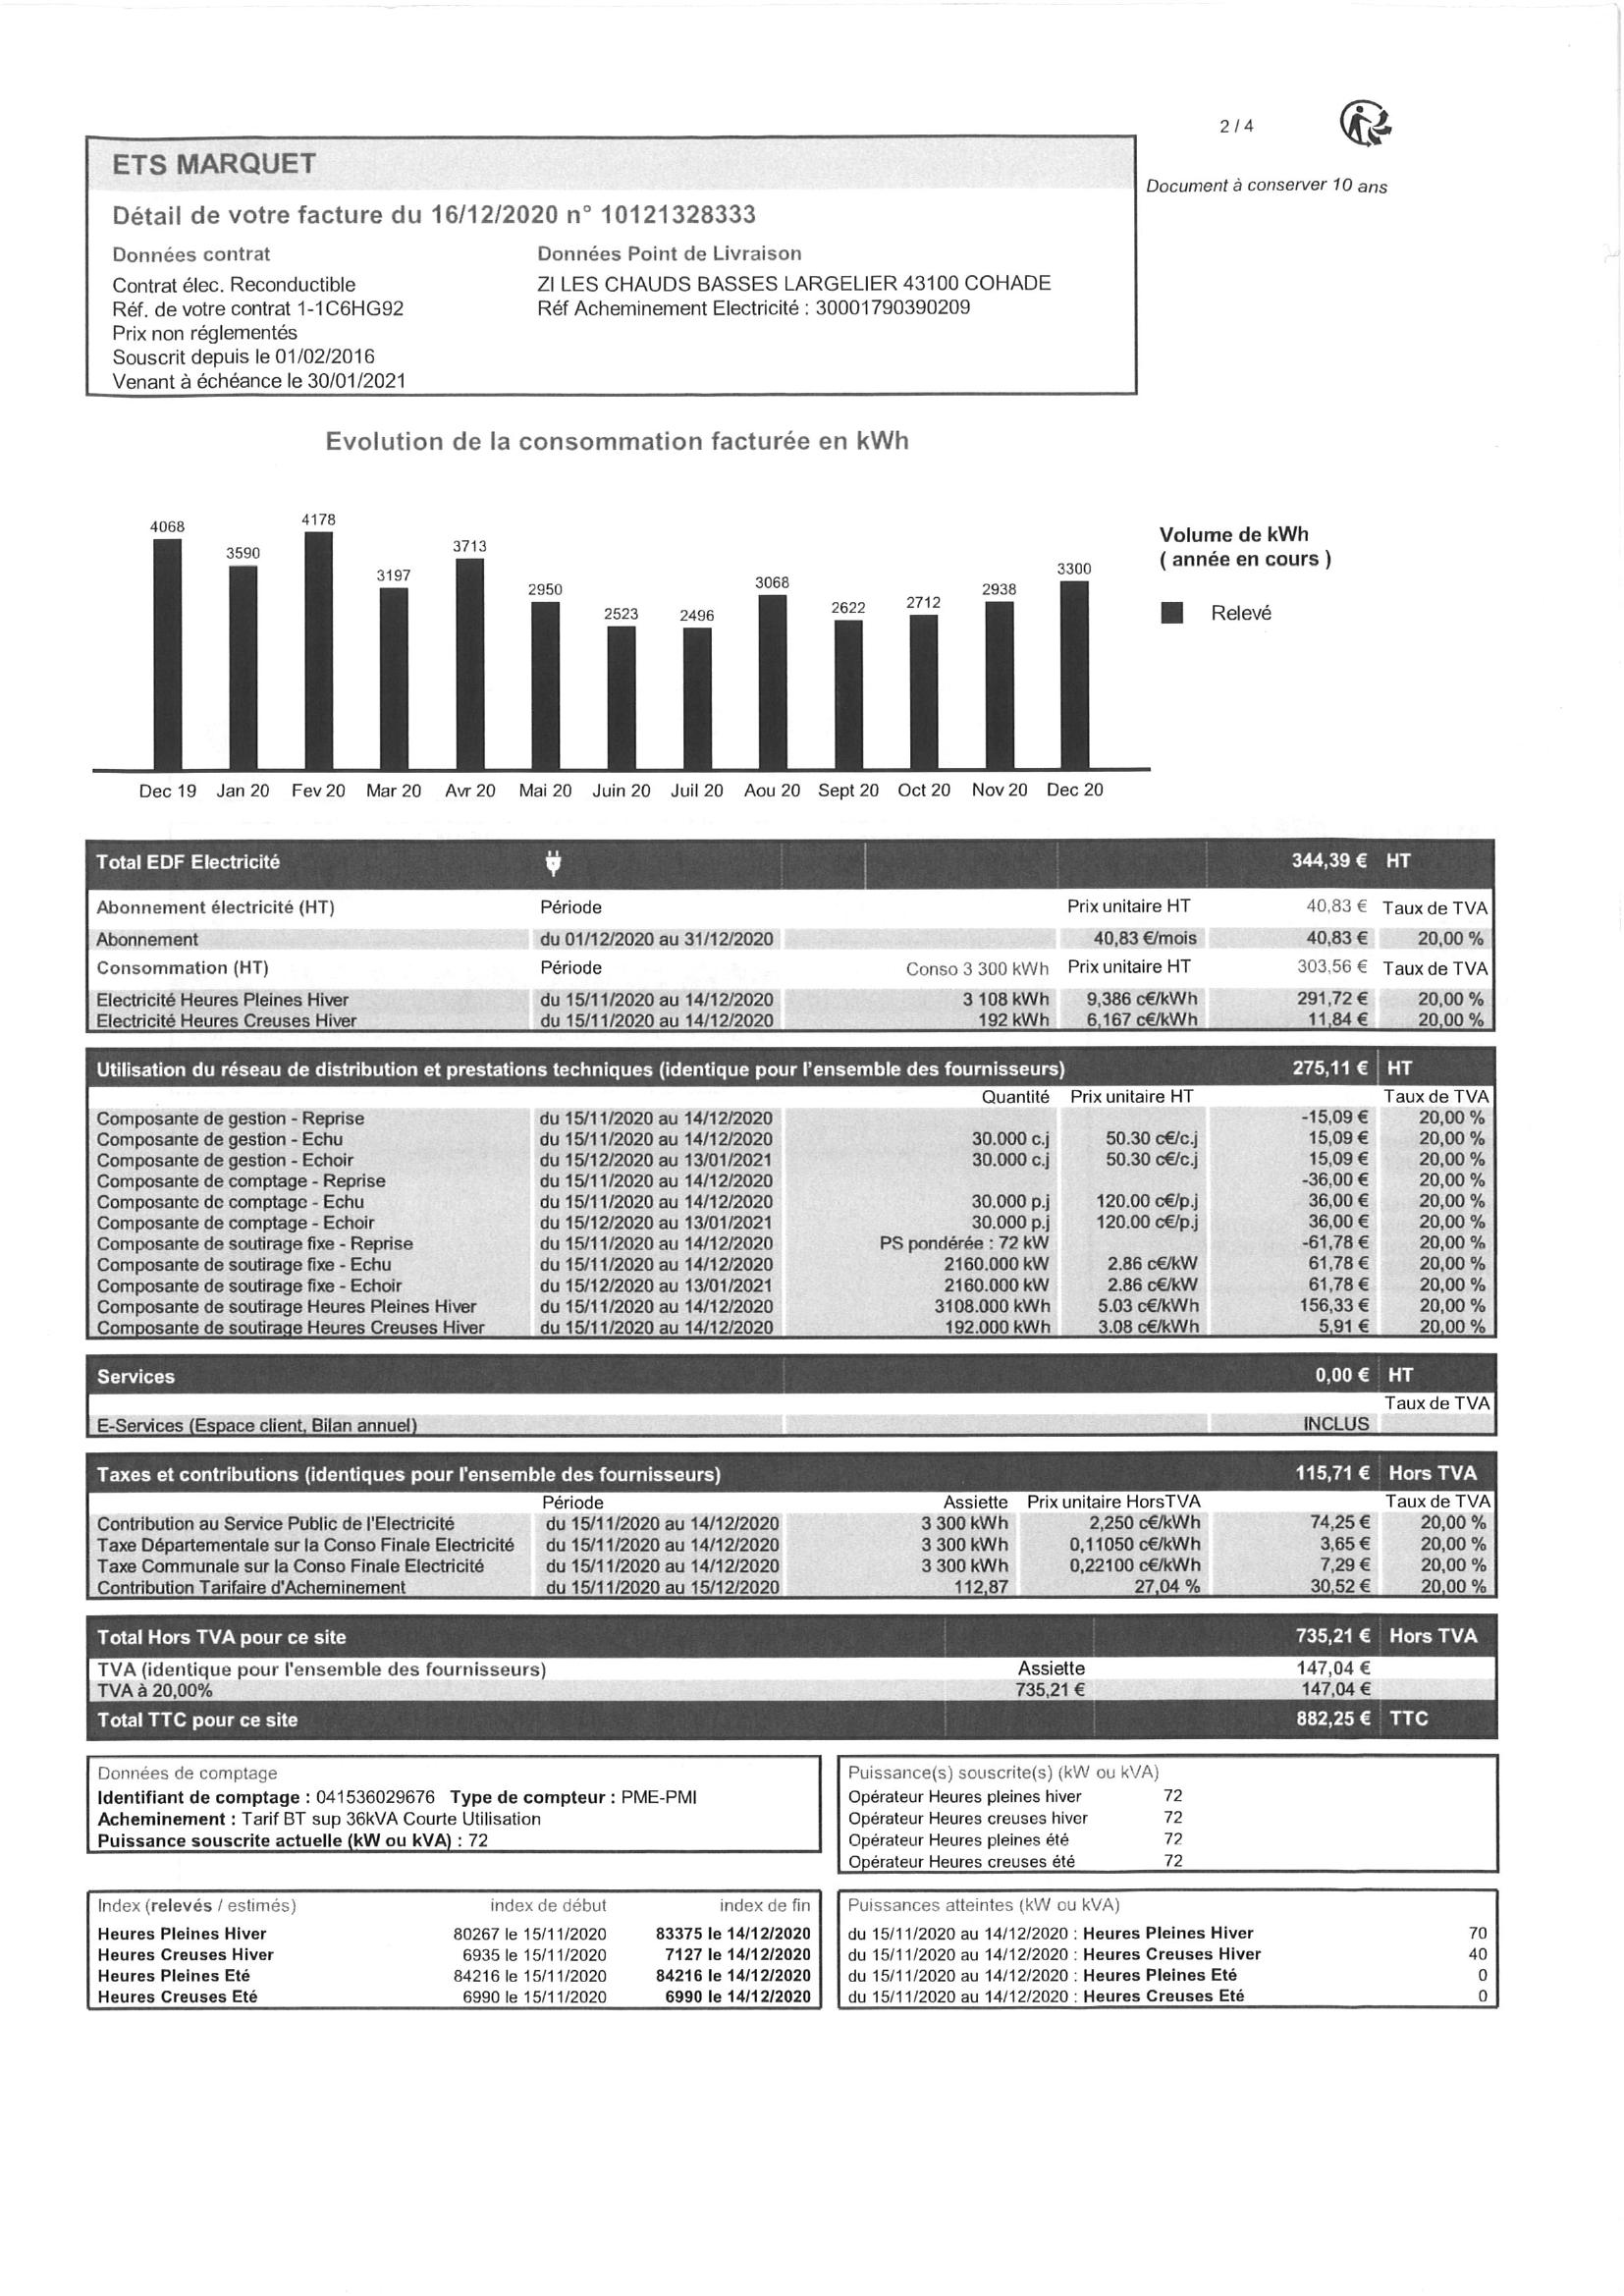 2 / 4
Document à conserver 10 ans
ETS MARQUET
Détail de votre facture du 16/12/2020 n° 10121328333
Données contrat
Données Point de Livraison
Contrat élec. Reconductible
ZI LES CHAUDS BASSES LARGELIER 43100 COHADE
Réf. de votre contrat 1-1C6HG92
Réf Acheminement Electricité : 30001790390209
Prix non réglementés
Souscrit depuis le 01/02/2016
Venant à échéance le 30/01/2021
Evolution de la consommation facturée en kWh
4068 3590 4178 3197 3713 2950 2523 2496 3068 2622 2712 2938 3300
Volume de kWh
( année en cours )
Relevé
Dec 19 Jan 20 Fev 20 Mar 20 Avr 20 Mai 20 Juin 20 Juil 20 Aou 20 Sept 20 Oct 20 Nov 20 Dec 20
Total EDF Electricité 344,39 € HT
Abonnement électricité (HT) Période Prix unitaire HT 40,83 € Taux de TVA
Abonnement du 01/12/2020 au 31/12/2020 40,83 €/mois 40,83 € 20,00 %
Consommation (HT) Période Conso 3 300 kWh Prix unitaire HT 303,56 € Taux de TVA
Electricité Heures Pleines Hiver du 15/11/2020 au 14/12/2020 3 108 kWh 9,386 c€/kWh 291,72 € 20,00 %
Electricité Heures Creuses Hiver du 15/11/2020 au 14/12/2020 192 kWh 6,167 c€/kWh 11,84 € 20,00 %
Utilisation du réseau de distribution et prestations techniques (identique pour l'ensemble des fournisseurs) 275,11 € HT
Quantité Prix unitaire HT Taux de TVA
Composante de gestion - Reprise du 15/11/2020 au 14/12/2020 -15,09 € 20,00 %
Composante de gestion - Echu du 15/11/2020 au 14/12/2020 30.000 c.j 50.30 c€/c.j 15,09 € 20,00 %
Composante de gestion - Echoir du 15/12/2020 au 13/01/2021 30.000 c.j 50.30 c€/c.j 15,09 € 20,00 %
Composante de comptage - Reprise du 15/11/2020 au 14/12/2020 -36,00 € 20,00 %
Composante de comptage - Echu du 15/11/2020 au 14/12/2020 30.000 p.j 120.00 c€/p.j 36,00 € 20,00 %
Composante de comptage - Echoir du 15/12/2020 au 13/01/2021 30.000 p.j 120.00 c€/p.j 36,00 € 20,00 %
Composante de soutirage fixe - Reprise du 15/11/2020 au 14/12/2020 PS pondérée : 72 kW -61,78 € 20,00 %
Composante de soutirage fixe - Echu du 15/11/2020 au 14/12/2020 2160.000 kW 2.86 c€/kW 61,78 € 20,00 %
Composante de soutirage fixe - Echoir du 15/12/2020 au 13/01/2021 2160.000 kW 2.86 c€/kW 61,78 € 20,00 %
Composante de soutirage Heures Pleines Hiver du 15/11/2020 au 14/12/2020 3108.000 kWh 5.03 c€/kWh 156,33 € 20,00 %
Composante de soutirage Heures Creuses Hiver du 15/11/2020 au 14/12/2020 192.000 kWh 3.08 c€/kWh 5,91 € 20,00 %
Services 0,00 € HT
Taux de TVA
E-Services (Espace client, Bilan annuel) INCLUS
Taxes et contributions (identiques pour l'ensemble des fournisseurs) 115,71 € Hors TVA
Période Assiette Prix unitaire HorsTVA Taux de TVA
Contribution au Service Public de l'Electricité du 15/11/2020 au 14/12/2020 3 300 kWh 2,250 c€/kWh 74,25 € 20,00 %
Taxe Départementale sur la Conso Finale Electricité du 15/11/2020 au 14/12/2020 3 300 kWh 0,11050 c€/kWh 3,65 € 20,00 %
Taxe Communale sur la Conso Finale Electricité du 15/11/2020 au 14/12/2020 3 300 kWh 0,22100 c€/kWh 7,29 € 20,00 %
Contribution Tarifaire d'Acheminement du 15/11/2020 au 15/12/2020 112,87 27,04 % 30,52 € 20,00 %
Total Hors TVA pour ce site 735,21 € Hors TVA
TVA (identique pour l'ensemble des fournisseurs) Assiette 147,04 €
TVA à 20,00% 735,21 € 147,04 €
Total TTC pour ce site 882,25 € TTC
Données de comptage
Identifiant de comptage : 041536029676 Type de compteur : PME-PMI
Acheminement : Tarif BT sup 36kVA Courte Utilisation
Puissance souscrite actuelle (kW ou kVA) : 72
Puissance(s) souscrite(s) (kW ou kVA)
Opérateur Heures pleines hiver 72
Opérateur Heures creuses hiver 72
Opérateur Heures pleines été 72
Opérateur Heures creuses été 72
Index (relevés / estimés) index de début index de fin
Heures Pleines Hiver 80267 le 15/11/2020 83375 le 14/12/2020
Heures Creuses Hiver 6935 le 15/11/2020 7127 le 14/12/2020
Heures Pleines Eté 84216 le 15/11/2020 84216 le 14/12/2020
Heures Creuses Eté 6990 le 15/11/2020 6990 le 14/12/2020
Puissances atteintes (kW ou kVA)
du 15/11/2020 au 14/12/2020 : Heures Pleines Hiver 70
du 15/11/2020 au 14/12/2020 : Heures Creuses Hiver 40
du 15/11/2020 au 14/12/2020 : Heures Pleines Eté 0
du 15/11/2020 au 14/12/2020 : Heures Creuses Eté 0